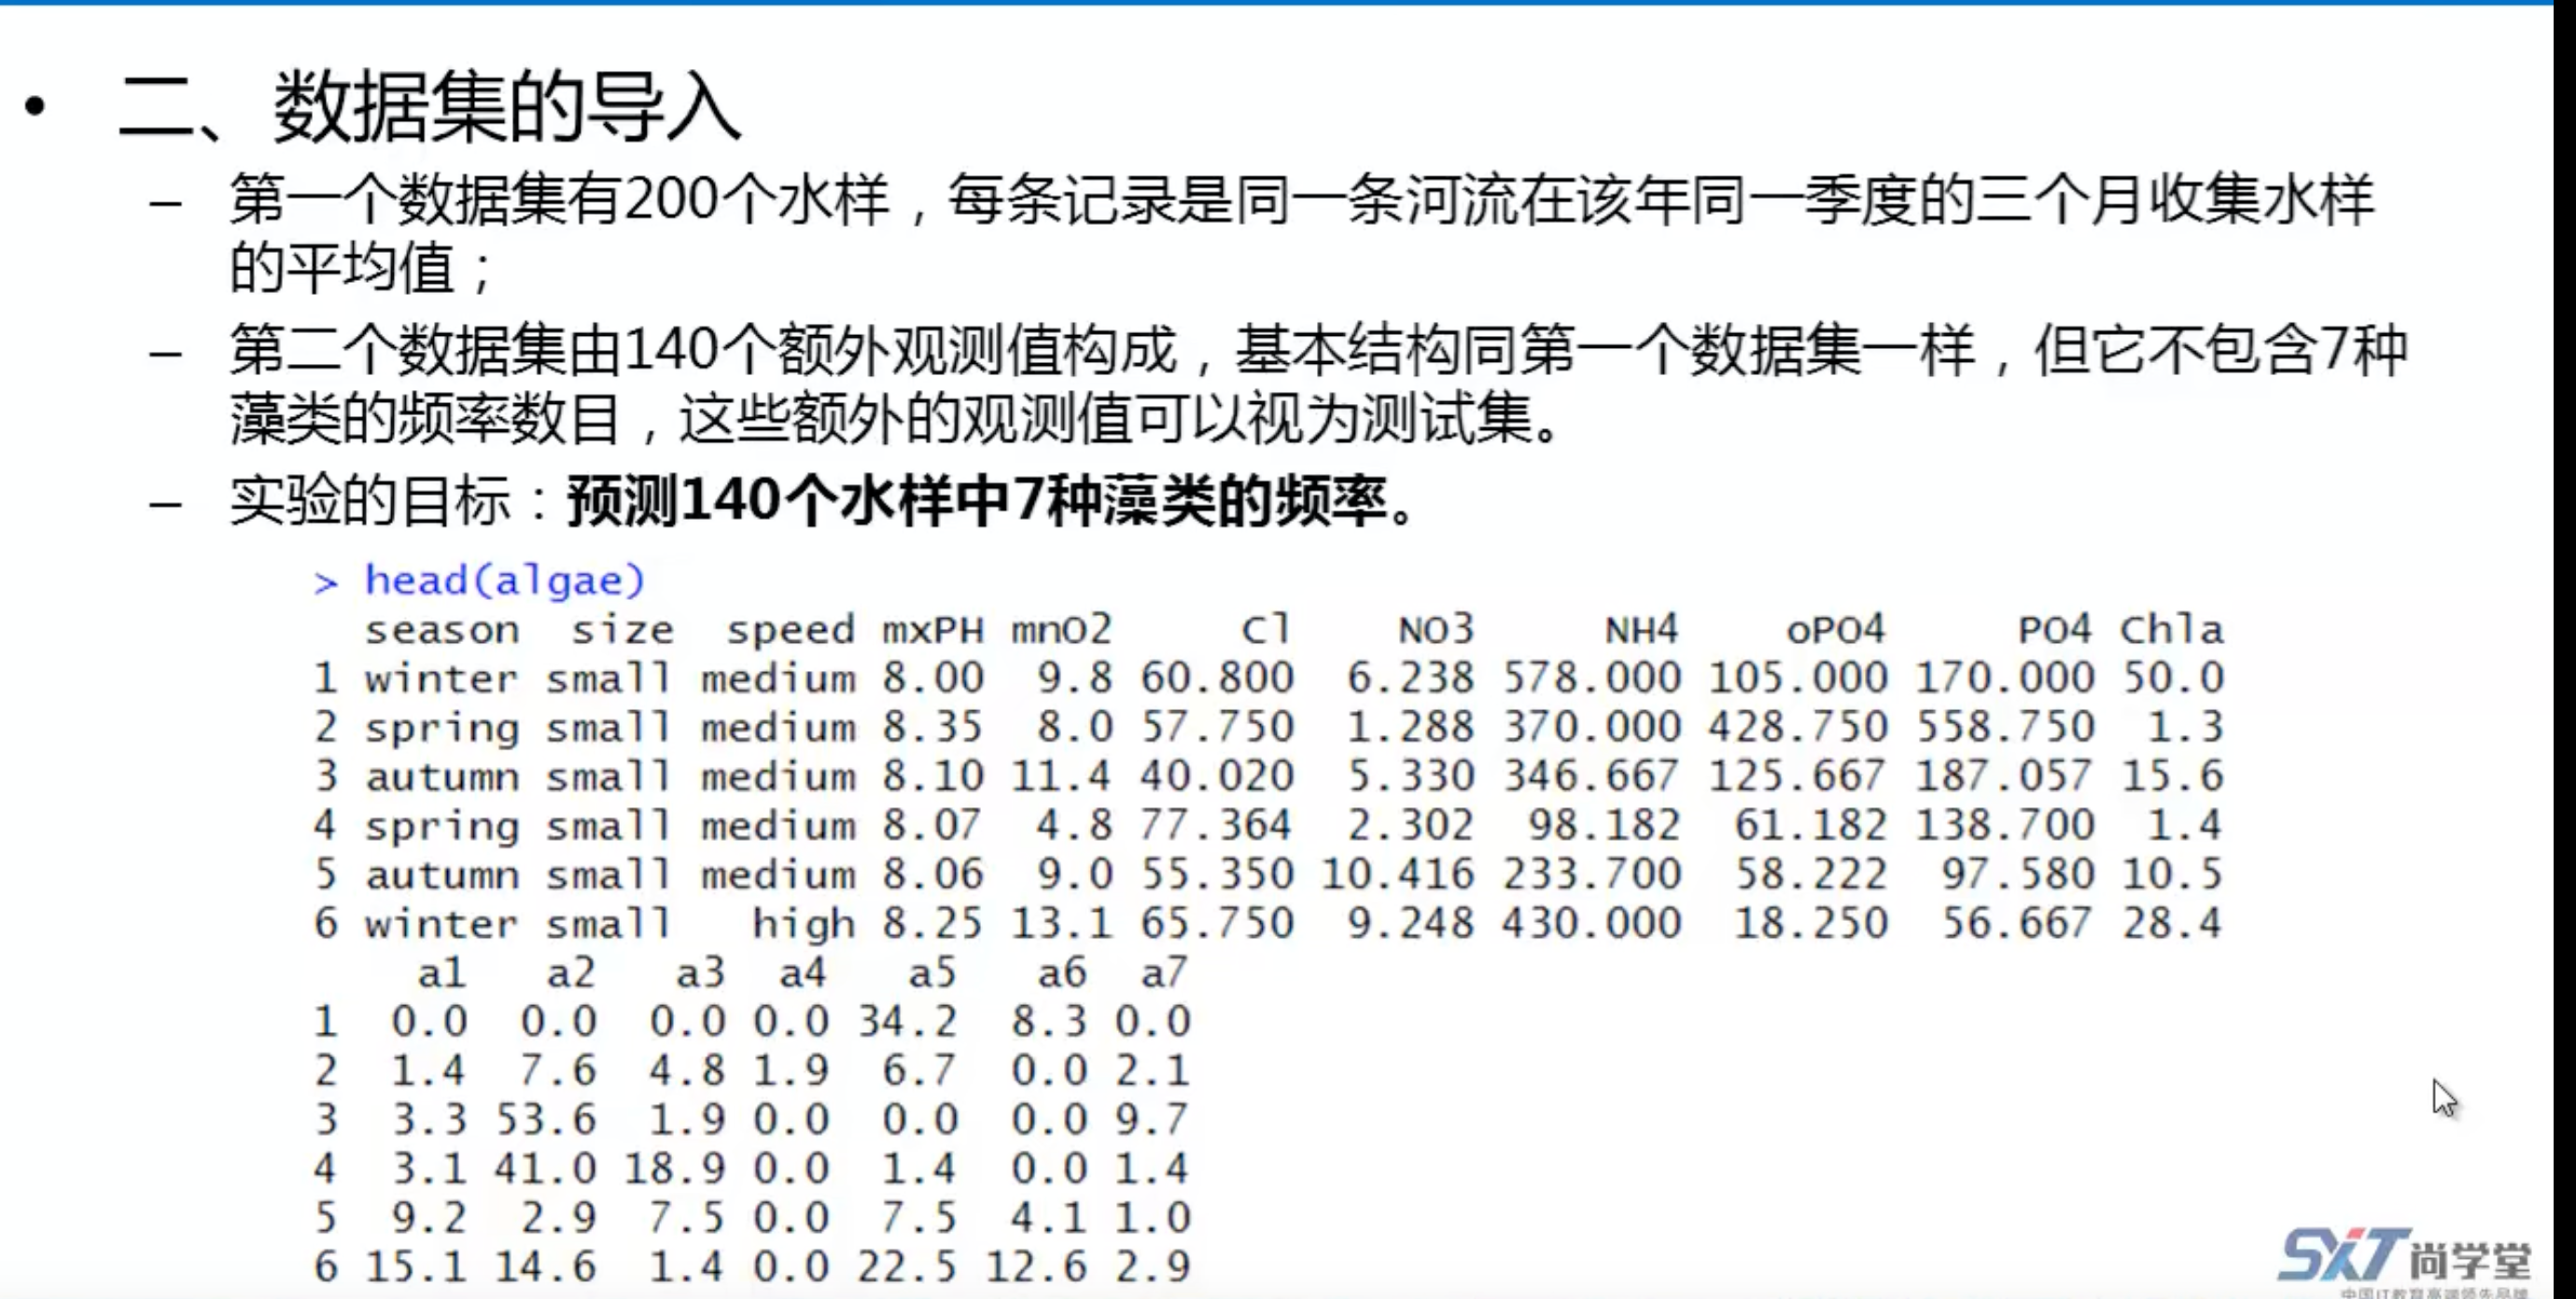 • 二、数据集的导入
– 第一个数据集有200个水样，每条记录是同一条河流在该年同一季度的三个月收集水样
的平均值；
– 第二个数据集由140个额外观测值构成，基本结构同第一个数据集一样，但它不包含7种
藻类的频率数目，这些额外的观测值可以视为测试集。
– 实验的目标：预测140个水样中7种藻类的频率。
> head(algae)
season size speed mxPH mnO2 Cl NO3 NH4 oPO4 PO4 Chla
1 winter small medium 8.00 9.8 60.800 6.238 578.000 105.000 170.000 50.0
2 spring small medium 8.35 8.0 57.750 1.288 370.000 428.750 558.750 1.3
3 autumn small medium 8.10 11.4 40.020 5.330 346.667 125.667 187.057 15.6
4 spring small medium 8.07 4.8 77.364 2.302 98.182 61.182 138.700 1.4
5 autumn small medium 8.06 9.0 55.350 10.416 233.700 58.222 97.580 10.5
6 winter small high 8.25 13.1 65.750 9.248 430.000 18.250 56.667 28.4
a1 a2 a3 a4 a5 a6 a7
1 0.0 0.0 0.0 0.0 34.2 8.3 0.0
2 1.4 7.6 4.8 1.9 6.7 0.0 2.1
3 3.3 53.6 1.9 0.0 0.0 0.0 9.7
4 3.1 41.0 18.9 0.0 1.4 0.0 1.4
5 9.2 2.9 7.5 0.0 7.5 4.1 1.0
6 15.1 14.6 1.4 0.0 22.5 12.6 2.9
SXT尚学堂